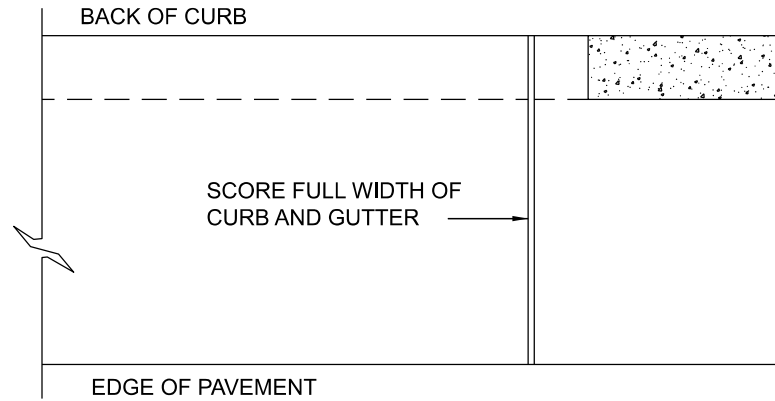 BACK OF CURB
SCORE FULL WIDTH OF
CURB AND GUTTER
EDGE OF PAVEMENT